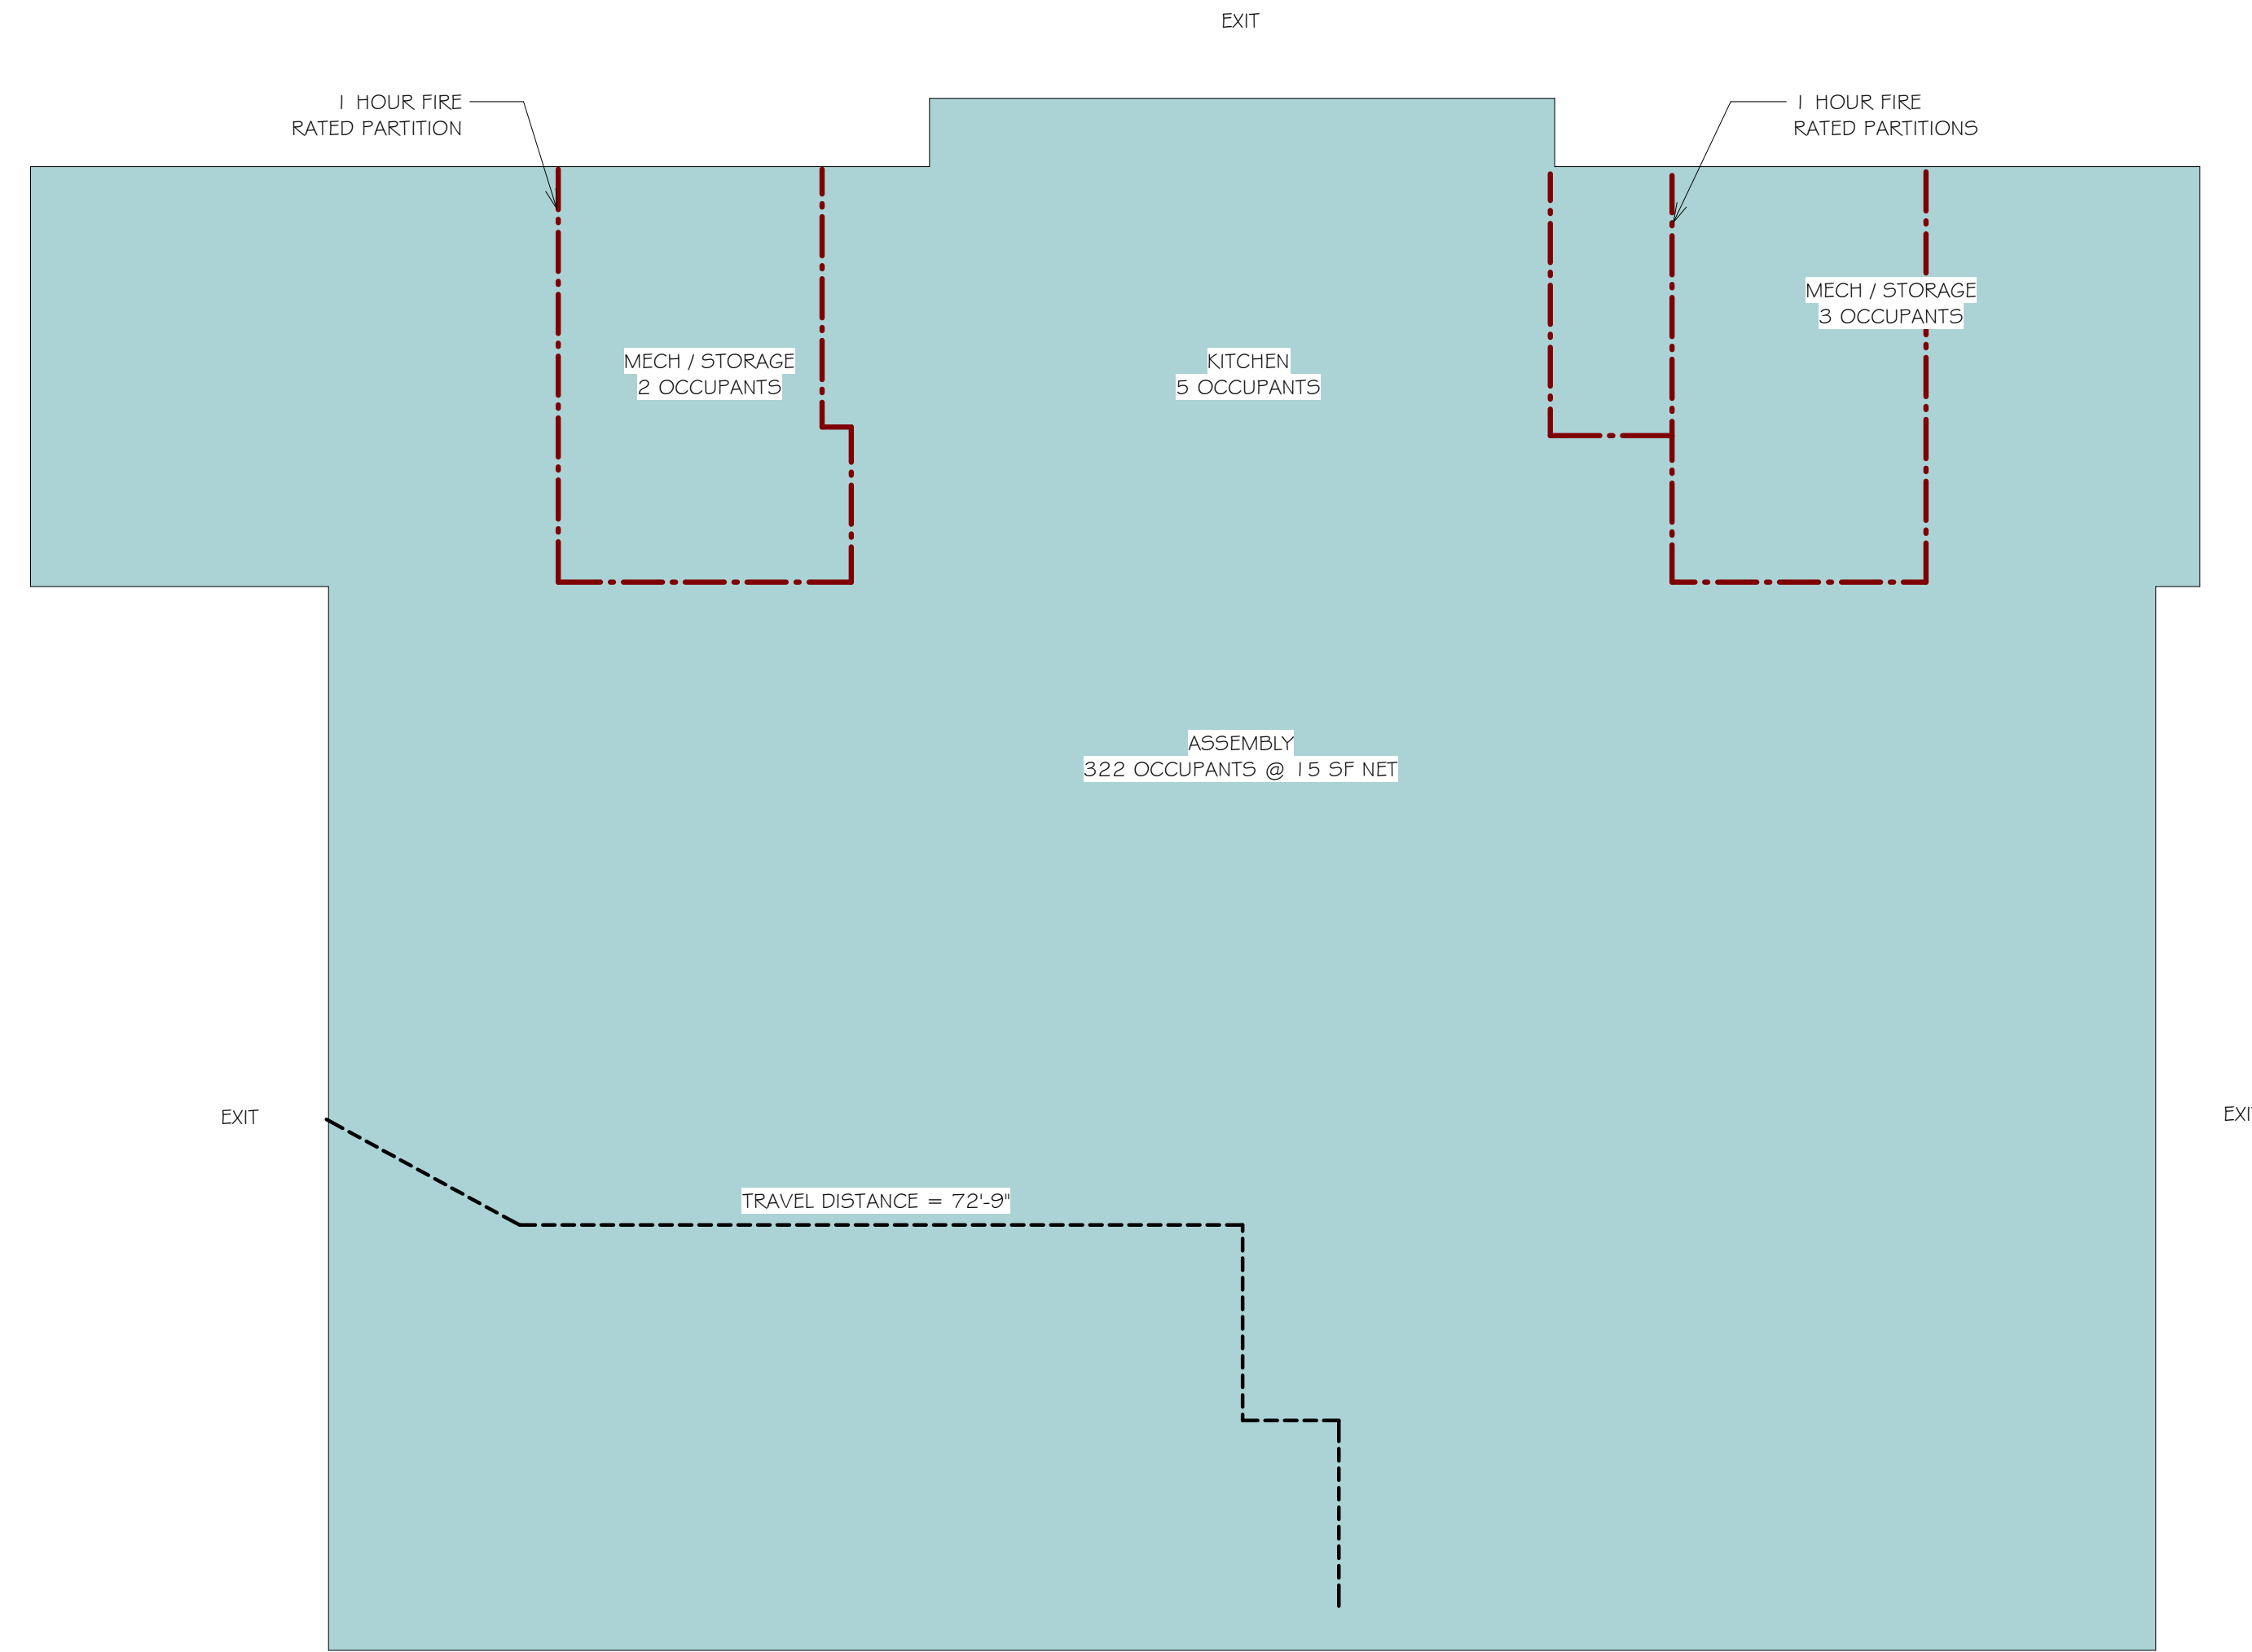 EXIT
1 HOUR FIRE
RATED PARTITION
1 HOUR FIRE
RATED PARTITIONS
MECH / STORAGE
3 OCCUPANTS
MECH / STORAGE
2 OCCUPANTS
KITCHEN
5 OCCUPANTS
ASSEMBLY
322 OCCUPANTS @ 15 SF NET
EXIT
TRAVEL DISTANCE = 72'-9"